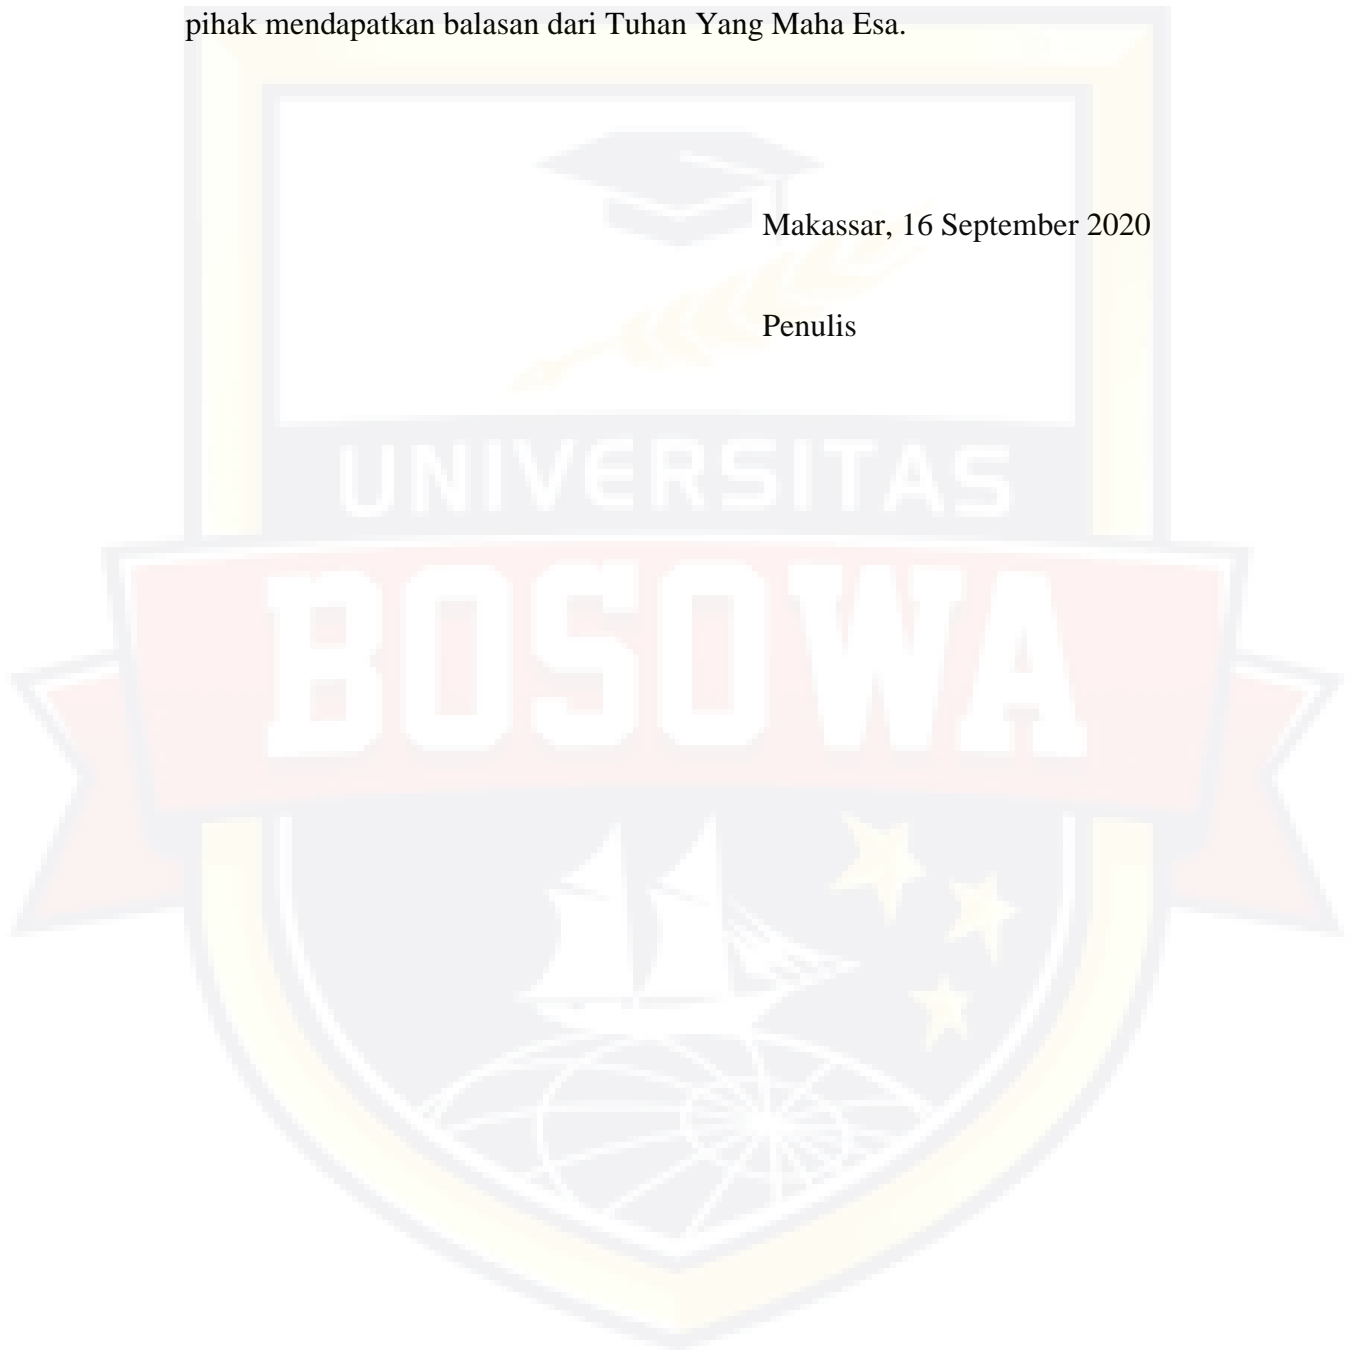 pihak mendapatkan balasan dari Tuhan Yang Maha Esa.
Makassar, 16 September 2020
Penulis
UNIVERSITAS
BOSOWA